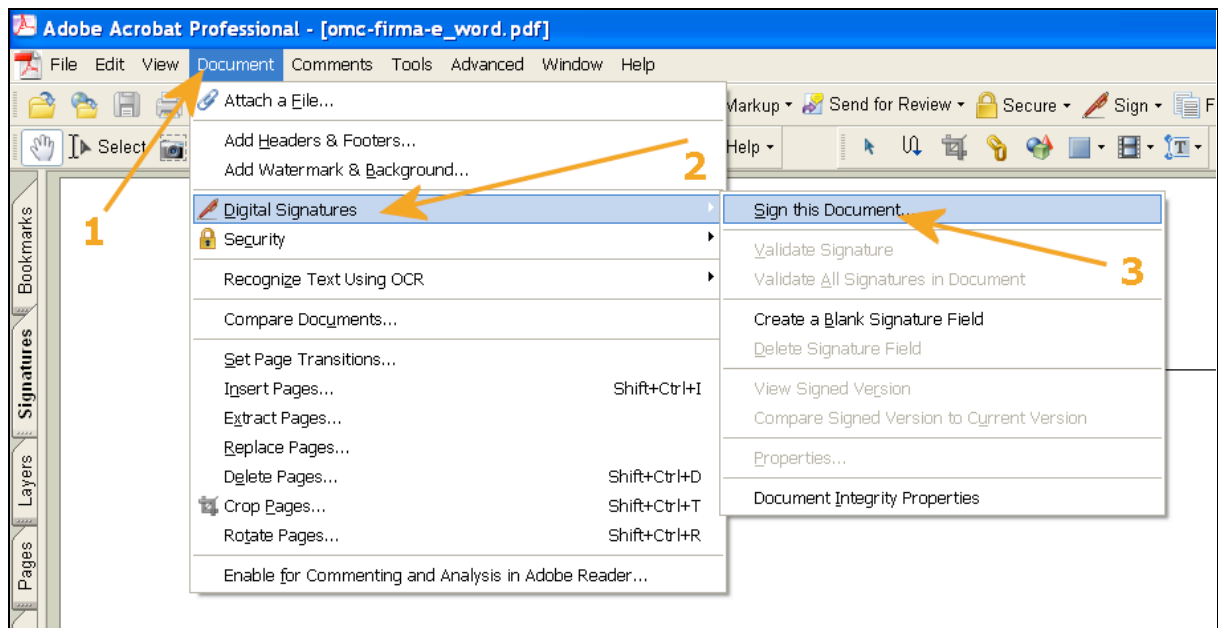 Adobe Acrobat Professional - [omc-firma-e_word.pdf]
File Edit View Document Comments Tools Advanced Window Help
Attach a File...
Markup Send for Review Secure Sign F
Select
Add Headers & Footers...
Help
Add Watermark & Background...
1
2
3
Digital Signatures
Security
Recognize Text Using OCR
Compare Documents...
Set Page Transitions...
Insert Pages... Shift+Ctrl+I
Extract Pages...
Replace Pages...
Delete Pages... Shift+Ctrl+D
Crop Pages... Shift+Ctrl+T
Rotate Pages... Shift+Ctrl+R
Enable for Commenting and Analysis in Adobe Reader...
Sign this Document...
Validate Signature
Validate All Signatures in Document
Create a Blank Signature Field
Delete Signature Field
View Signed Version
Compare Signed Version to Current Version
Properties...
Document Integrity Properties
Bookmarks
Signatures
Layers
Pages